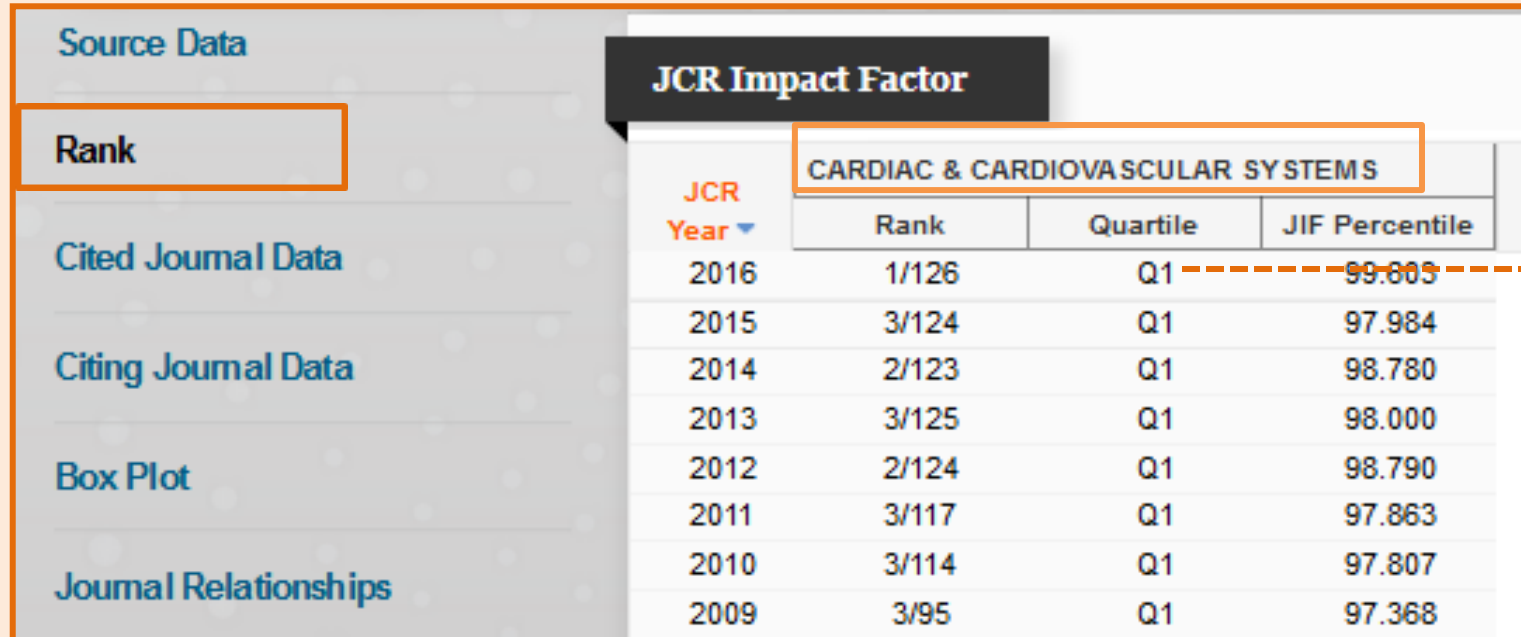 Source Data
Rank
Cited Journal Data
Citing Journal Data
Box Plot
Journal Relationships
JCR Impact Factor
CARDIAC & CARDIOVASCULAR SYSTEMS
JCR Year Rank Quartile JIF Percentile
2016 1/126 Q1 99.603
2015 3/124 Q1 97.984
2014 2/123 Q1 98.780
2013 3/125 Q1 98.000
2012 2/124 Q1 98.790
2011 3/117 Q1 97.863
2010 3/114 Q1 97.807
2009 3/95 Q1 97.368